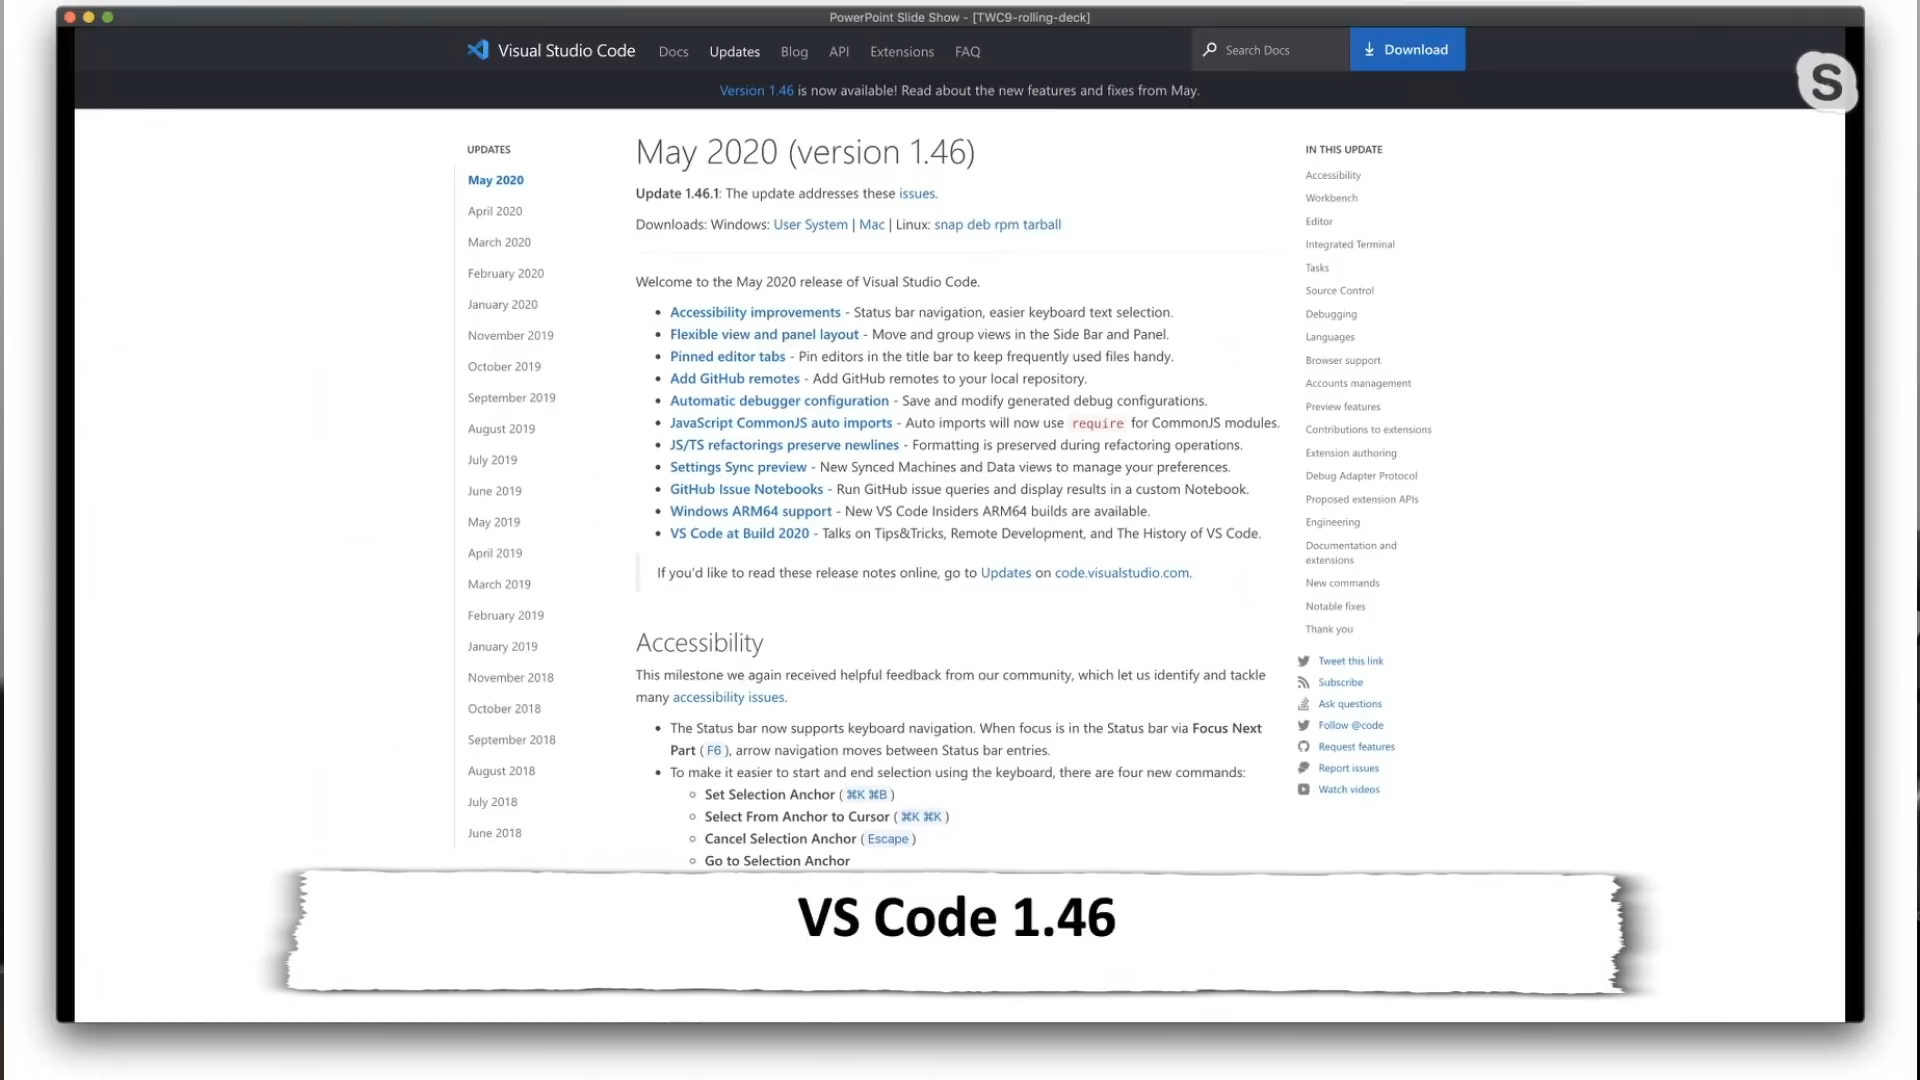 PowerPoint Slide Show - [TWC9-rolling-deck]
Visual Studio Code Docs Updates Blog API Extensions FAQ Search Docs Download
Version 1.46 is now available! Read about the new features and fixes from May.
S
UPDATES
May 2020
April 2020
March 2020
February 2020
January 2020
November 2019
October 2019
September 2019
August 2019
July 2019
June 2019
May 2019
April 2019
March 2019
February 2019
January 2019
November 2018
October 2018
September 2018
August 2018
July 2018
June 2018
May 2020 (version 1.46)
Update 1.46.1: The update addresses these issues.
Downloads: Windows: User System | Mac | Linux: snap deb rpm tarball
Welcome to the May 2020 release of Visual Studio Code.
• Accessibility improvements - Status bar navigation, easier keyboard text selection.
• Flexible view and panel layout - Move and group views in the Side Bar and Panel.
• Pinned editor tabs - Pin editors in the title bar to keep frequently used files handy.
• Add GitHub remotes - Add GitHub remotes to your local repository.
• Automatic debugger configuration - Save and modify generated debug configurations.
• JavaScript CommonJS auto imports - Auto imports will now use require for CommonJS modules.
• JS/TS refactorings preserve newlines - Formatting is preserved during refactoring operations.
• Settings Sync preview - New Synced Machines and Data views to manage your preferences.
• GitHub Issue Notebooks - Run GitHub issue queries and display results in a custom Notebook.
• Windows ARM64 support - New VS Code Insiders ARM64 builds are available.
• VS Code at Build 2020 - Talks on Tips&Tricks, Remote Development, and The History of VS Code.
If you'd like to read these release notes online, go to Updates on code.visualstudio.com.
Accessibility
This milestone we again received helpful feedback from our community, which let us identify and tackle
many accessibility issues.
• The Status bar now supports keyboard navigation. When focus is in the Status bar via Focus Next
Part (F6), arrow navigation moves between Status bar entries.
• To make it easier to start and end selection using the keyboard, there are four new commands:
○ Set Selection Anchor (⌘K ⌘B)
○ Select From Anchor to Cursor (⌘K ⌘K)
○ Cancel Selection Anchor (Escape)
○ Go to Selection Anchor
IN THIS UPDATE
Accessibility
Workbench
Editor
Integrated Terminal
Tasks
Source Control
Debugging
Languages
Browser support
Accounts management
Preview features
Contributions to extensions
Extension authoring
Debug Adapter Protocol
Proposed extension APIs
Engineering
Documentation and
extensions
New commands
Notable fixes
Thank you
Tweet this link
Subscribe
Ask questions
Follow @code
Request features
Report issues
Watch videos
VS Code 1.46